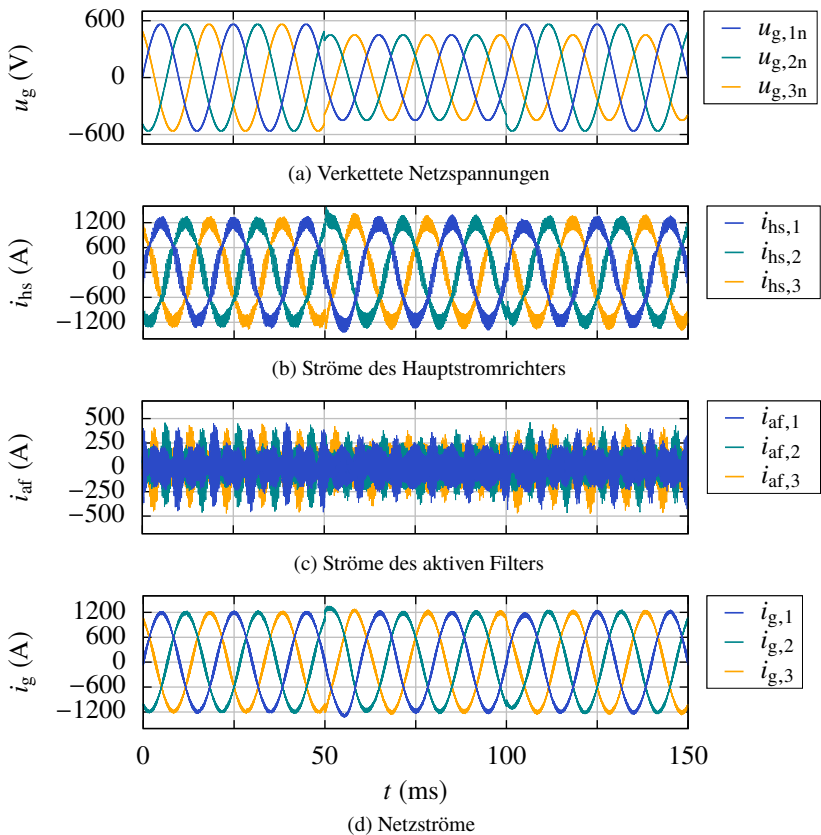 600
0
−600
u_g (V)
u_g,1n
u_g,2n
u_g,3n
(a) Verkettete Netzspannungen
1200
600
0
−600
−1200
i_hs (A)
i_hs,1
i_hs,2
i_hs,3
(b) Ströme des Hauptstromrichters
500
250
0
−250
−500
i_af (A)
i_af,1
i_af,2
i_af,3
(c) Ströme des aktiven Filters
1200
600
0
−600
−1200
i_g (A)
i_g,1
i_g,2
i_g,3
0 50 100 150
t (ms)
(d) Netzströme